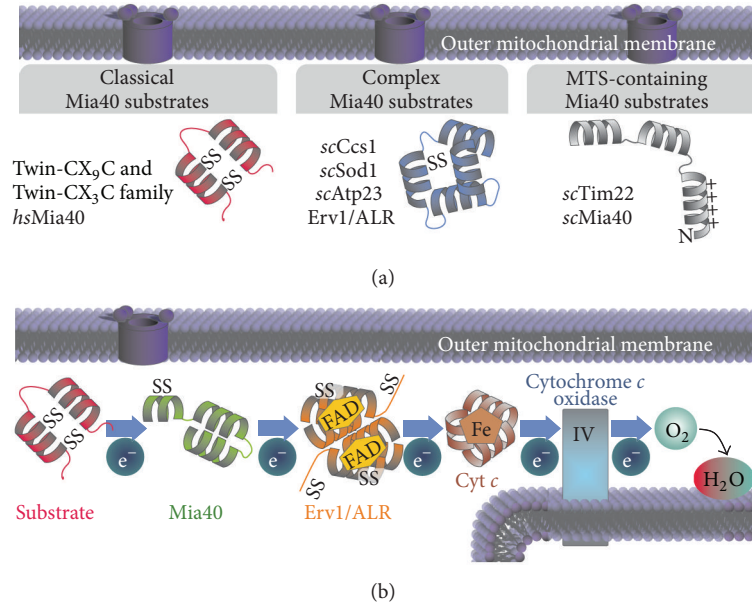 Outer mitochondrial membrane
Classical
Mia40 substrates
Twin-CX₉C and
Twin-CX₃C family
hsMia40
SS
SS
Complex
Mia40 substrates
scCcs1
scSod1
scAtp23
Erv1/ALR
SS
MTS-containing
Mia40 substrates
scTim22
scMia40
++++
N
(a)
Outer mitochondrial membrane
SS
SS
e⁻
Substrate
SS
e⁻
Mia40
SS
SS
FAD
FAD
SS
SS
e⁻
Erv1/ALR
Fe
Cyt c
e⁻
Cytochrome c
oxidase
IV
e⁻
O₂
H₂O
(b)